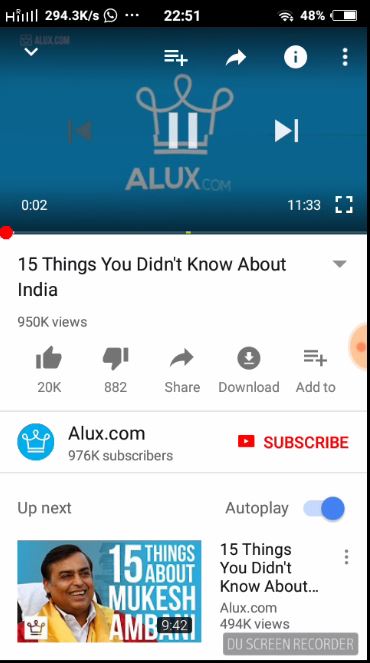 294.3K/s ... 22:51 48%
ALUX.COM
ALUX.COM
0:02 11:33
15 Things You Didn't Know About
India
950K views
20K 882 Share Download Add to
Alux.com
976K subscribers
SUBSCRIBE
Up next Autoplay
15 THINGS
ABOUT
MUKESH
AMBANI
9:42
15 Things
You Didn't
Know About...
Alux.com
494K views
DU SCREEN RECORDER